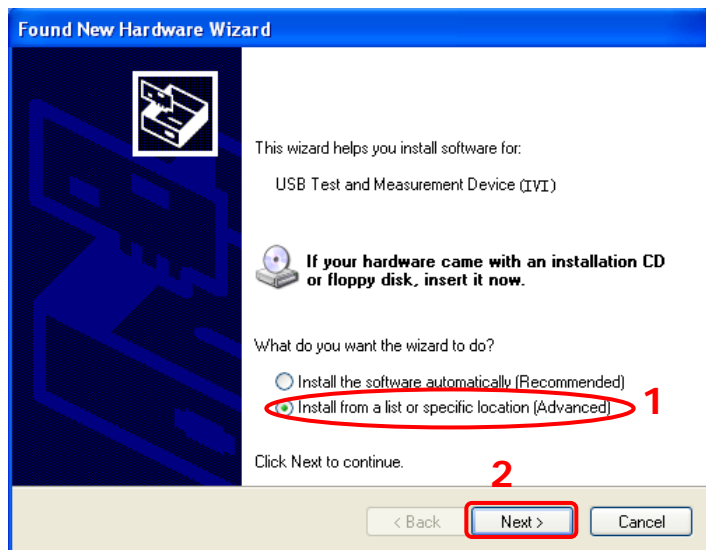 Found New Hardware Wizard
This wizard helps you install software for:
USB Test and Measurement Device (IVI)
If your hardware came with an installation CD
or floppy disk, insert it now.
What do you want the wizard to do?
Install the software automatically (Recommended)
Install from a list or specific location (Advanced)
1
Click Next to continue.
2
< Back
Next >
Cancel